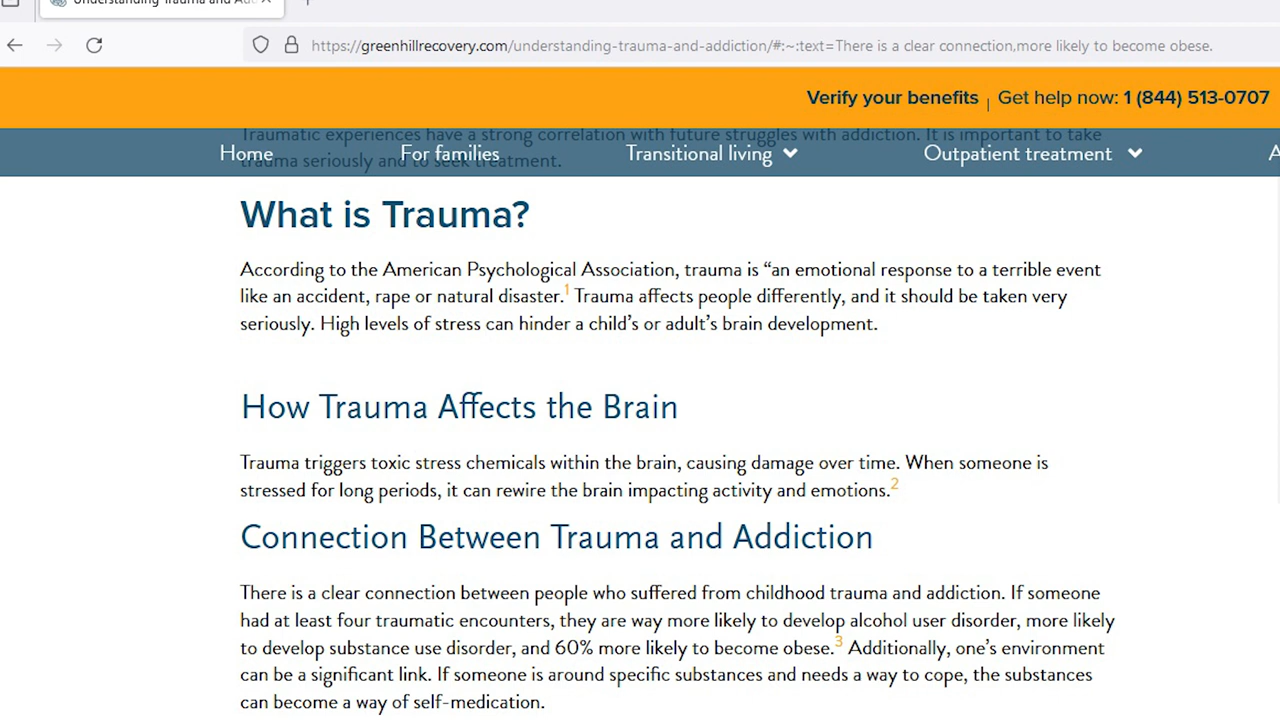 Understanding Trauma and Add
https://greenhillrecovery.com/understanding-trauma-and-addiction/#:~:text=There is a clear connection,more likely to become obese.
Verify your benefits | Get help now: 1 (844) 513-0707
Traumatic experiences have a strong correlation with future struggles with addiction. It is important to take
Home For families Transitional living Outpatient treatment A
trauma seriously and to seek treatment.
What is Trauma?
According to the American Psychological Association, trauma is “an emotional response to a terrible event
like an accident, rape or natural disaster.1 Trauma affects people differently, and it should be taken very
seriously. High levels of stress can hinder a child’s or adult’s brain development.
How Trauma Affects the Brain
Trauma triggers toxic stress chemicals within the brain, causing damage over time. When someone is
stressed for long periods, it can rewire the brain impacting activity and emotions.2
Connection Between Trauma and Addiction
There is a clear connection between people who suffered from childhood trauma and addiction. If someone
had at least four traumatic encounters, they are way more likely to develop alcohol user disorder, more likely
to develop substance use disorder, and 60% more likely to become obese.3 Additionally, one’s environment
can be a significant link. If someone is around specific substances and needs a way to cope, the substances
can become a way of self-medication.